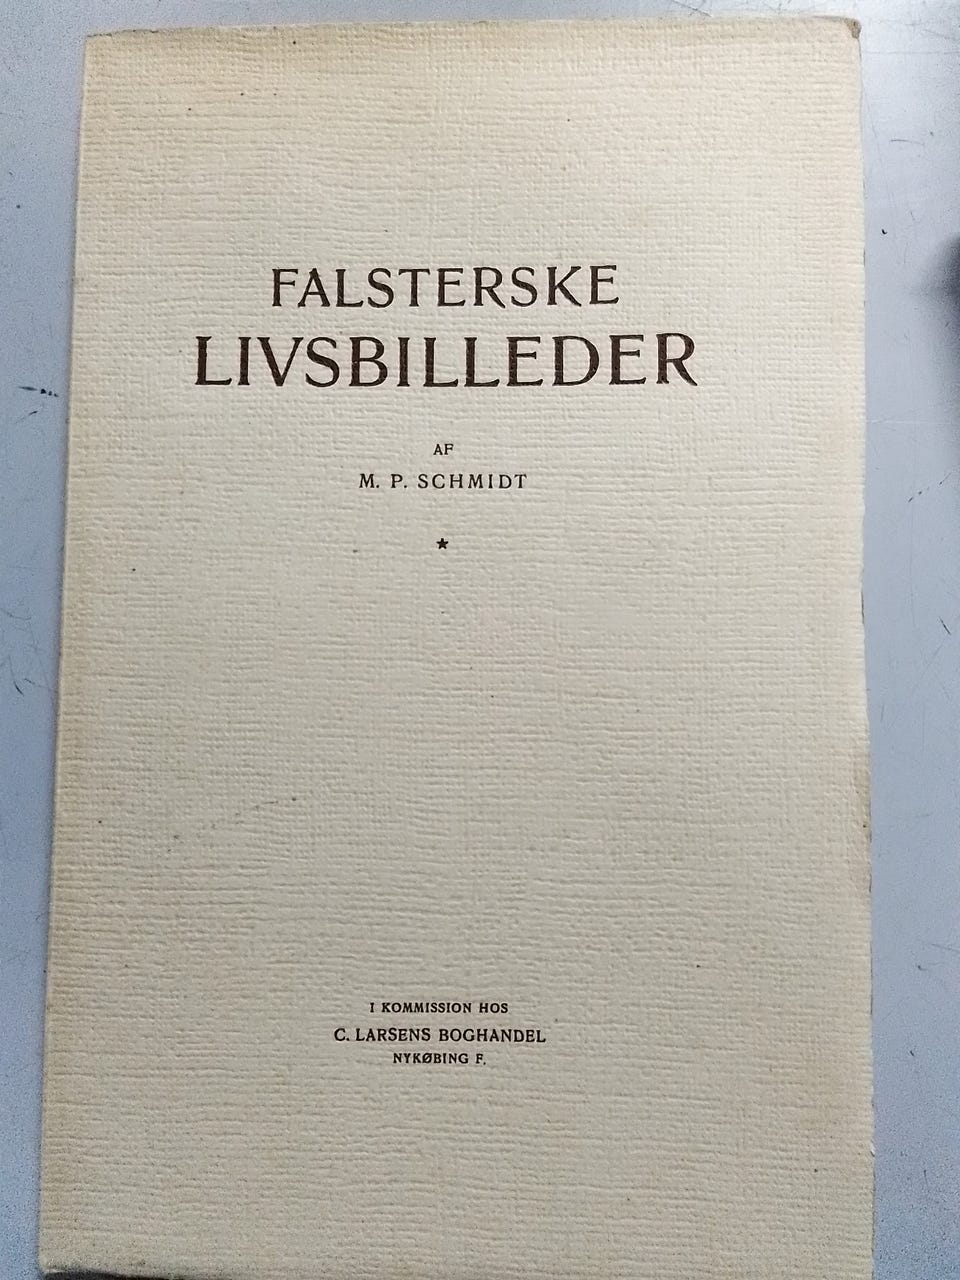 FALSTERSKE
LIVSBILLEDER
AF
M. P. SCHMIDT
★
I KOMMISSION HOS
C. LARSENS BOGHANDEL
NYKØBING F.